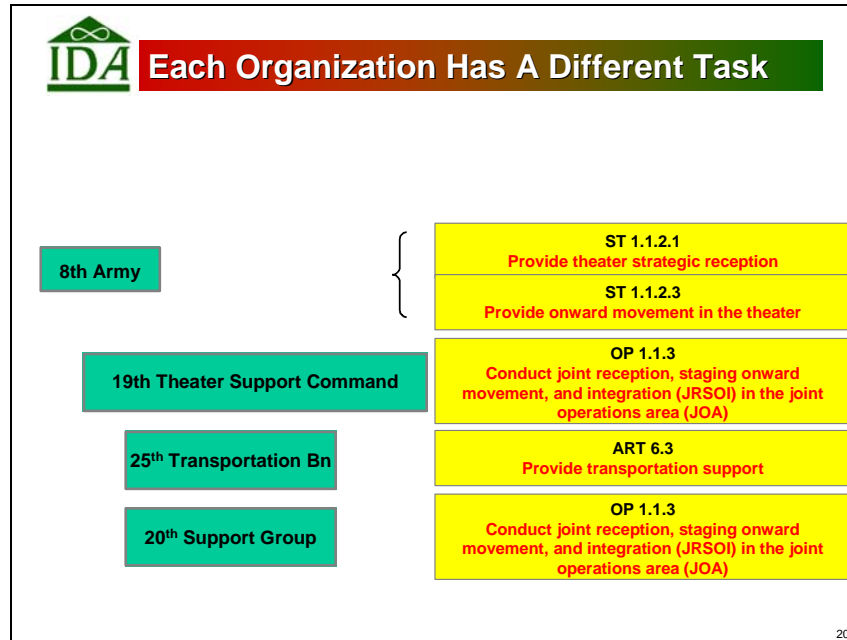 IDA
Each Organization Has A Different Task
8th Army
ST 1.1.2.1
Provide theater strategic reception
ST 1.1.2.3
Provide onward movement in the theater
19th Theater Support Command
OP 1.1.3
Conduct joint reception, staging onward
movement, and integration (JRSOI) in the joint
operations area (JOA)
25th Transportation Bn
ART 6.3
Provide transportation support
20th Support Group
OP 1.1.3
Conduct joint reception, staging onward
movement, and integration (JRSOI) in the joint
operations area (JOA)
20